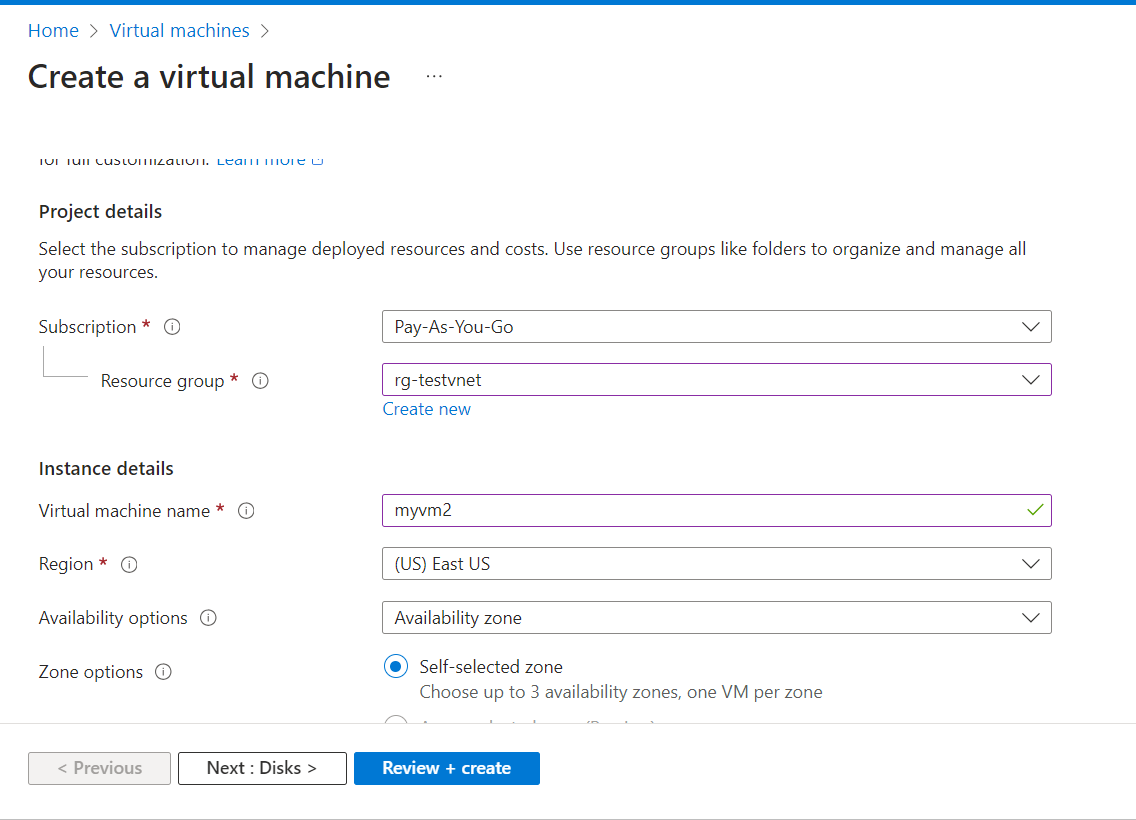 Home > Virtual machines >
Create a virtual machine ...
for full customization. Learn more
Project details
Select the subscription to manage deployed resources and costs. Use resource groups like folders to organize and manage all
your resources.
Subscription *
Pay-As-You-Go
Resource group *
rg-testvnet
Create new
Instance details
Virtual machine name *
myvm2
Region *
(US) East US
Availability options
Availability zone
Zone options
Self-selected zone
Choose up to 3 availability zones, one VM per zone
< Previous
Next : Disks >
Review + create